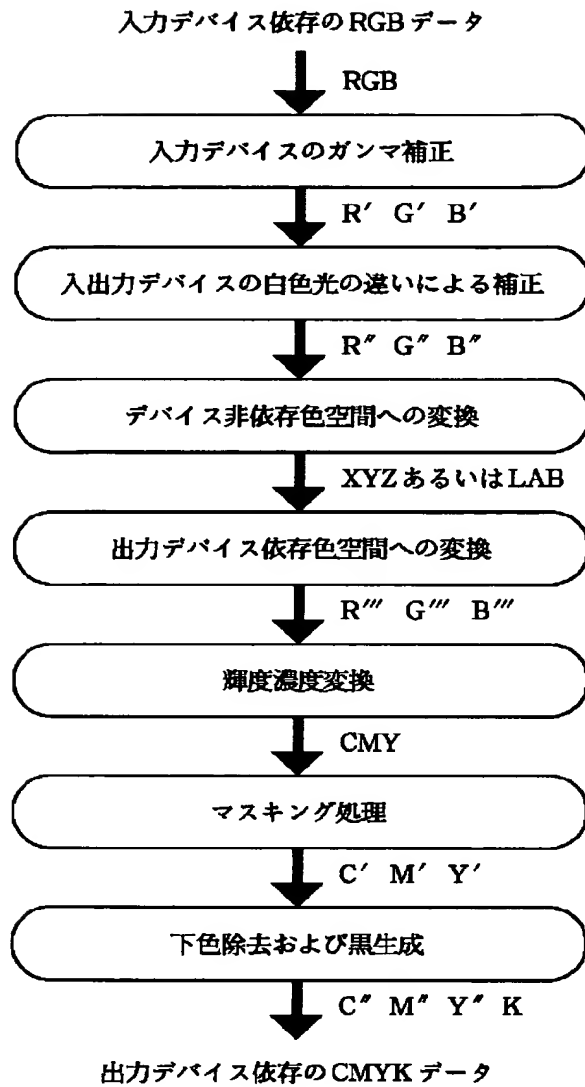 入力デバイス依存のRGBデータ
RGB
入力デバイスのガンマ補正
R′ G′ B′
入出力デバイスの白色光の違いによる補正
R″ G″ B″
デバイス非依存色空間への変換
XYZあるいはLAB
出力デバイス依存色空間への変換
R‴ G‴ B‴
輝度濃度変換
CMY
マスキング処理
C′ M′ Y′
下色除去および黒生成
C″ M″ Y″ K
出力デバイス依存のCMYKデータ